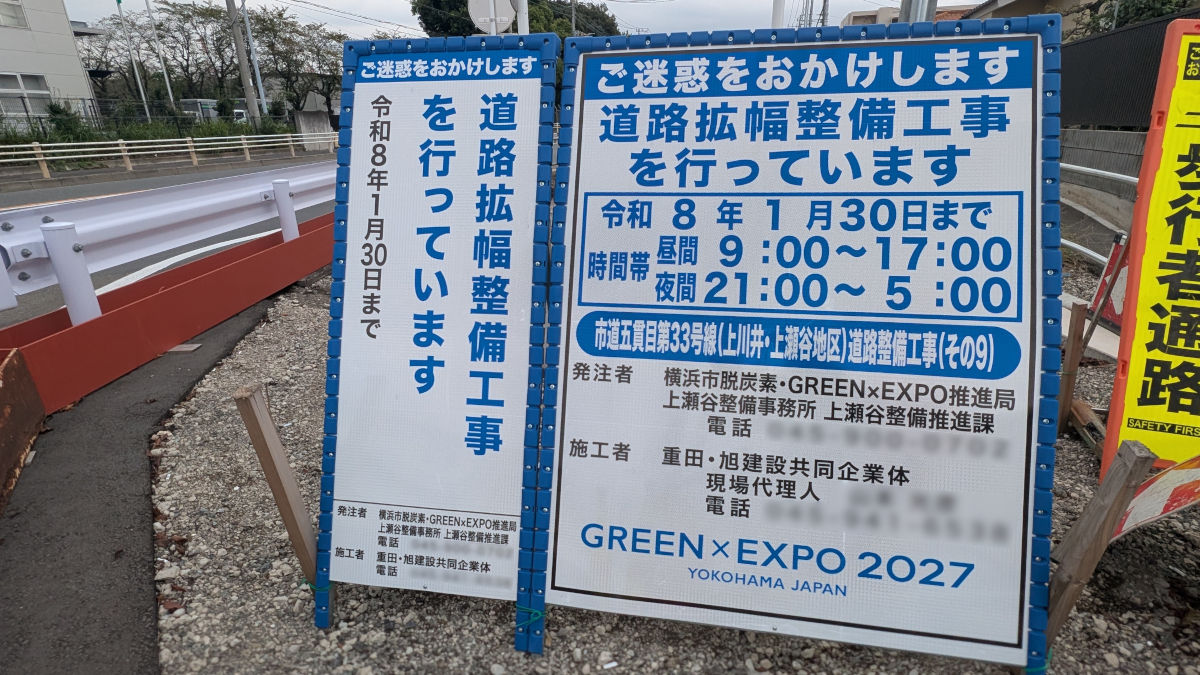 ご迷惑をおかけします
道路拡幅整備工事
を行っています
令和8年1月30日まで
発注者 横浜市脱炭素・GREEN×EXPO推進局
上瀬谷整備事務所 上瀬谷整備推進課
電話
施工者 重田・旭建設共同企業体
電話
ご迷惑をおかけします
道路拡幅整備工事
を行っています
令和 8 年 1 月30日まで
時間帯 昼間 9:00～17:00
夜間 21:00～5:00
市道五貫目第33号線(上川井・上瀬谷地区)道路整備工事(その9)
発注者 横浜市脱炭素・GREEN×EXPO推進局
上瀬谷整備事務所 上瀬谷整備推進課
電話
施工者 重田・旭建設共同企業体
現場代理人
電話
GREEN×EXPO 2027
YOKOHAMA JAPAN
歩行者通路
SAFETY FIRS